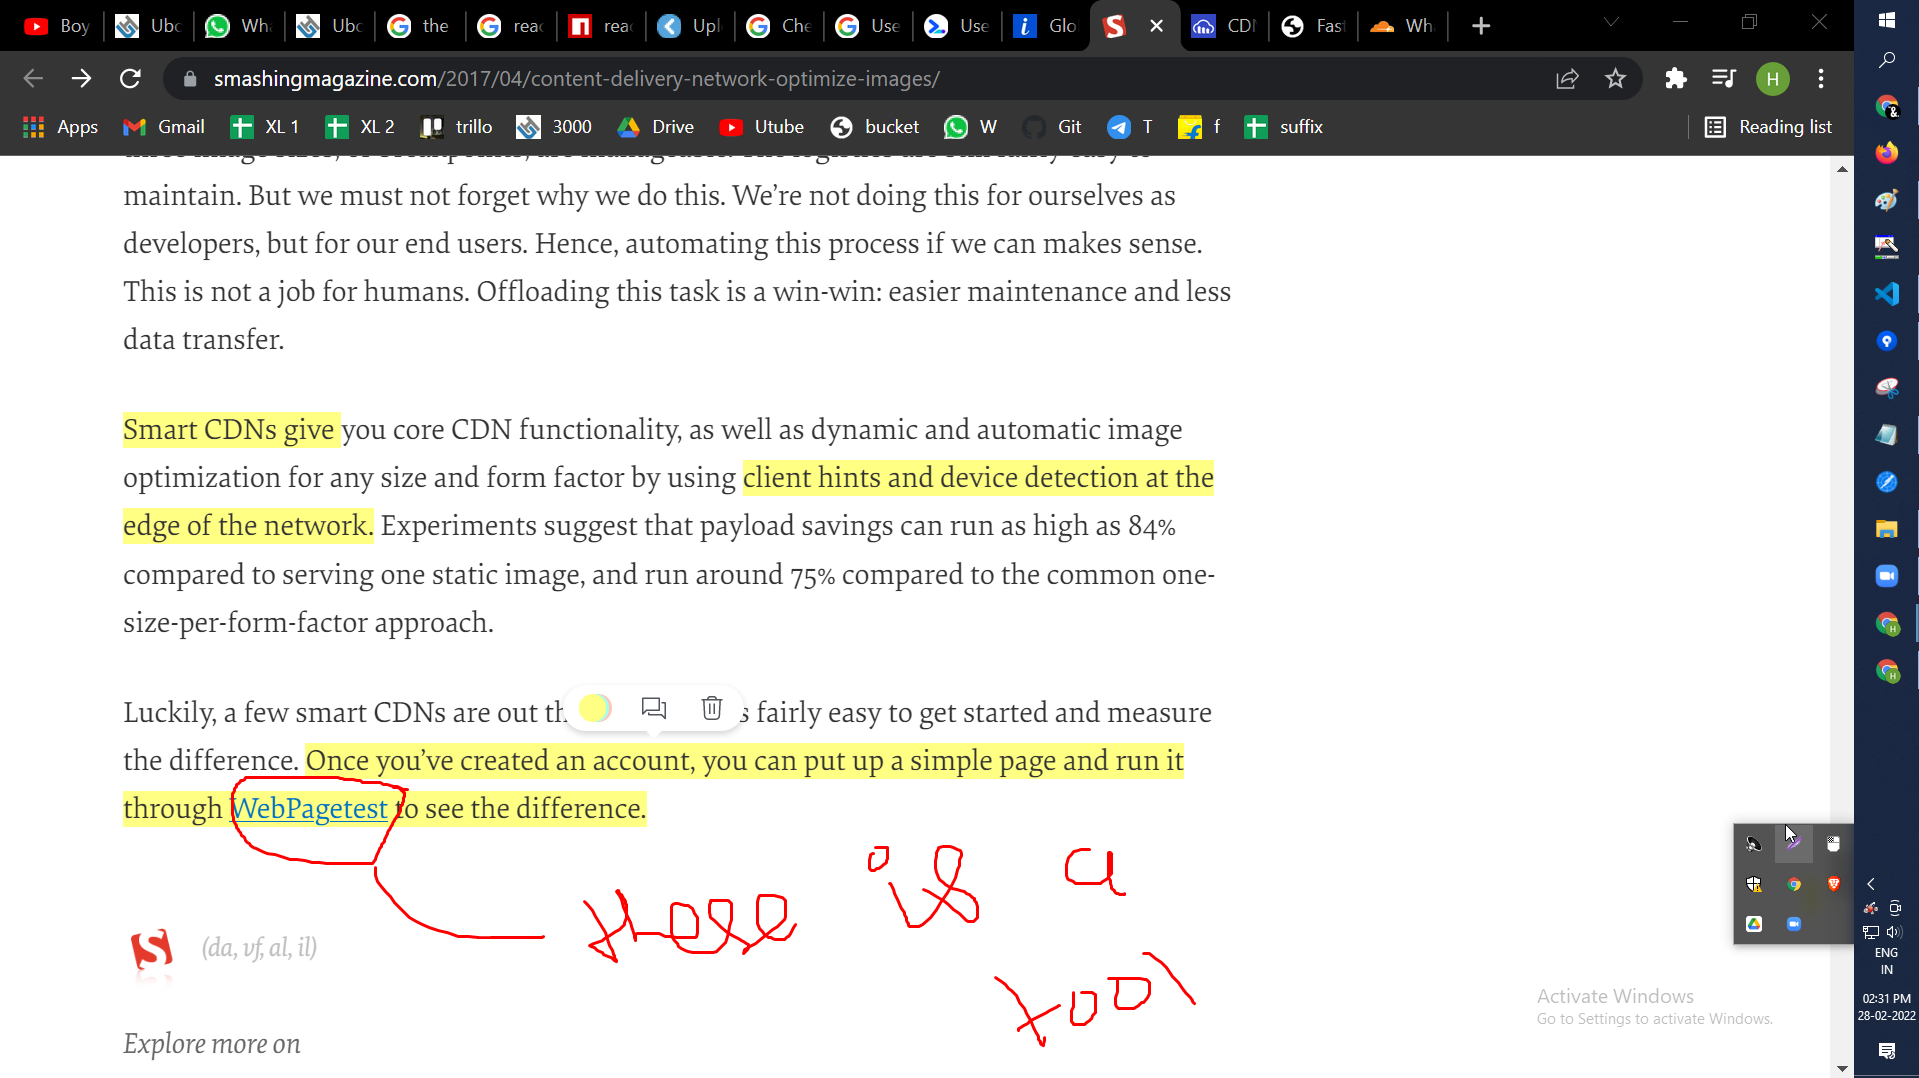 Boy
Ubc
Wha
Ubc
the
reac
reac
Upl
Che
Use
Use
Glo
CDN
Fas
Wh
smashingmagazine.com/2017/04/content-delivery-network-optimize-images/
H
Apps
Gmail
XL 1
XL 2
trillo
3000
Drive
Utube
bucket
W
Git
T
f
suffix
Reading list
maintain. But we must not forget why we do this. We’re not doing this for ourselves as
developers, but for our end users. Hence, automating this process if we can makes sense.
This is not a job for humans. Offloading this task is a win-win: easier maintenance and less
data transfer.
Smart CDNs give you core CDN functionality, as well as dynamic and automatic image
optimization for any size and form factor by using client hints and device detection at the
edge of the network. Experiments suggest that payload savings can run as high as 84%
compared to serving one static image, and run around 75% compared to the common one-
size-per-form-factor approach.
Luckily, a few smart CDNs are out th s fairly easy to get started and measure
the difference. Once you’ve created an account, you can put up a simple page and run it
through WebPagetest to see the difference.
is a
tool
(da, vf, al, il)
Explore more on
Activate Windows
Go to Settings to activate Windows.
ENG
IN
02:31 PM
28-02-2022